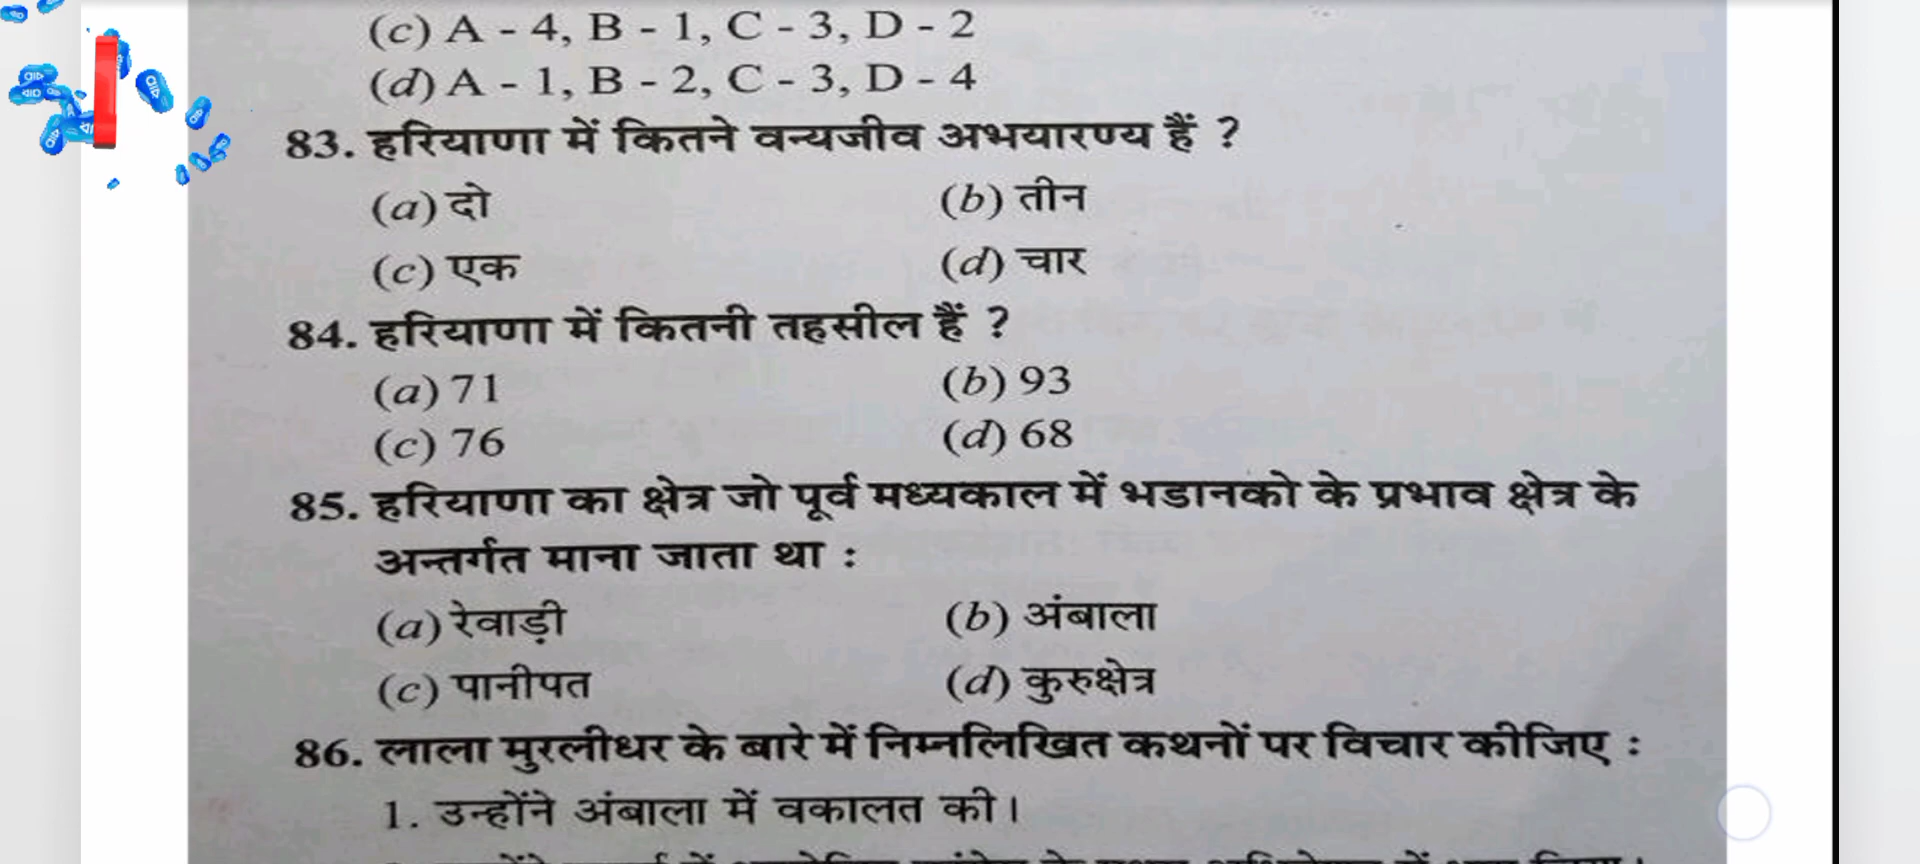 (c) A - 4, B - 1, C - 3, D - 2
(d) A - 1, B - 2, C - 3, D - 4
83. हरियाणा में कितने वन्यजीव अभयारण्य हैं ?
(a) दो (b) तीन
(c) एक (d) चार
84. हरियाणा में कितनी तहसील हैं ?
(a) 71 (b) 93
(c) 76 (d) 68
85. हरियाणा का क्षेत्र जो पूर्व मध्यकाल में भडानको के प्रभाव क्षेत्र के
अन्तर्गत माना जाता था :
(a) रेवाड़ी (b) अंबाला
(c) पानीपत (d) कुरुक्षेत्र
86. लाला मुरलीधर के बारे में निम्नलिखित कथनों पर विचार कीजिए :
1. उन्होंने अंबाला में वकालत की।